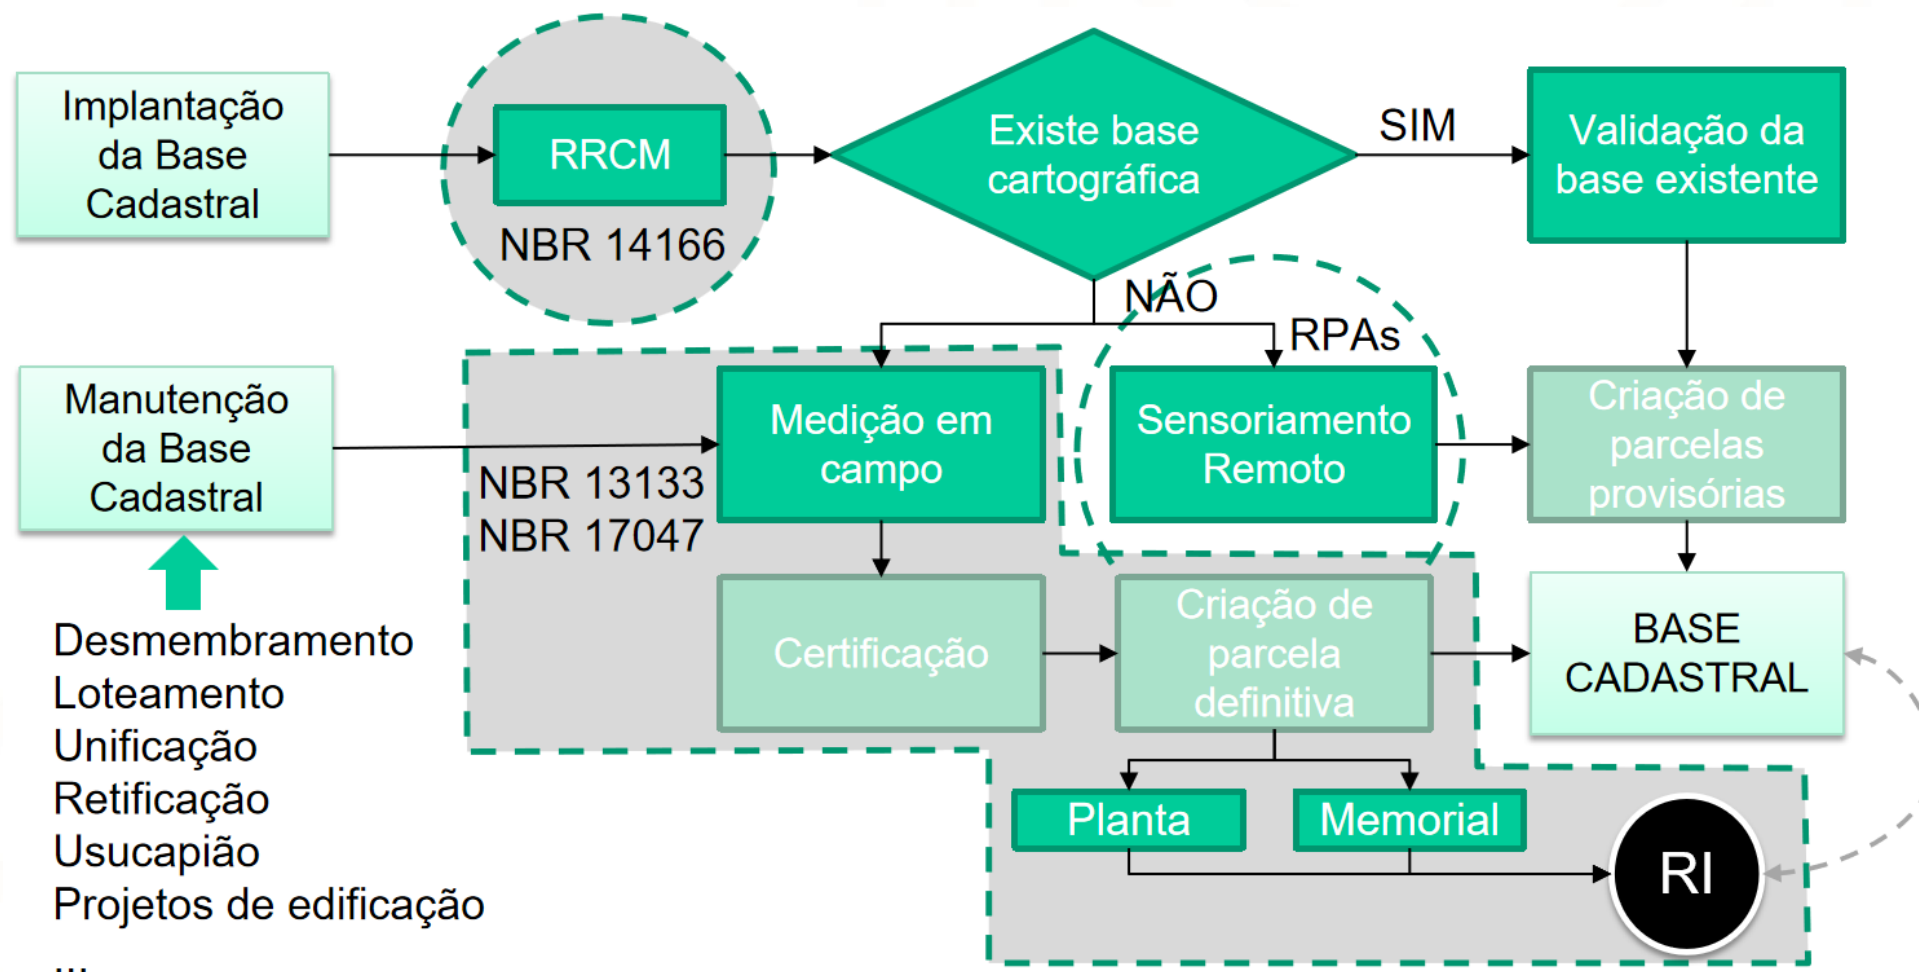 Implantação
da Base
Cadastral
RRCM
NBR 14166
Existe base
cartográfica
SIM
Validação da
base existente
NÃO
RPAs
Manutenção
da Base
Cadastral
NBR 13133
NBR 17047
Medição em
campo
Sensoriamento
Remoto
Criação de
parcelas
provisórias
Certificação
Criação de
parcela
definitiva
BASE
CADASTRAL
Desmembramento
Loteamento
Unificação
Retificação
Usucapião
Projetos de edificação
...
Planta
Memorial
RI